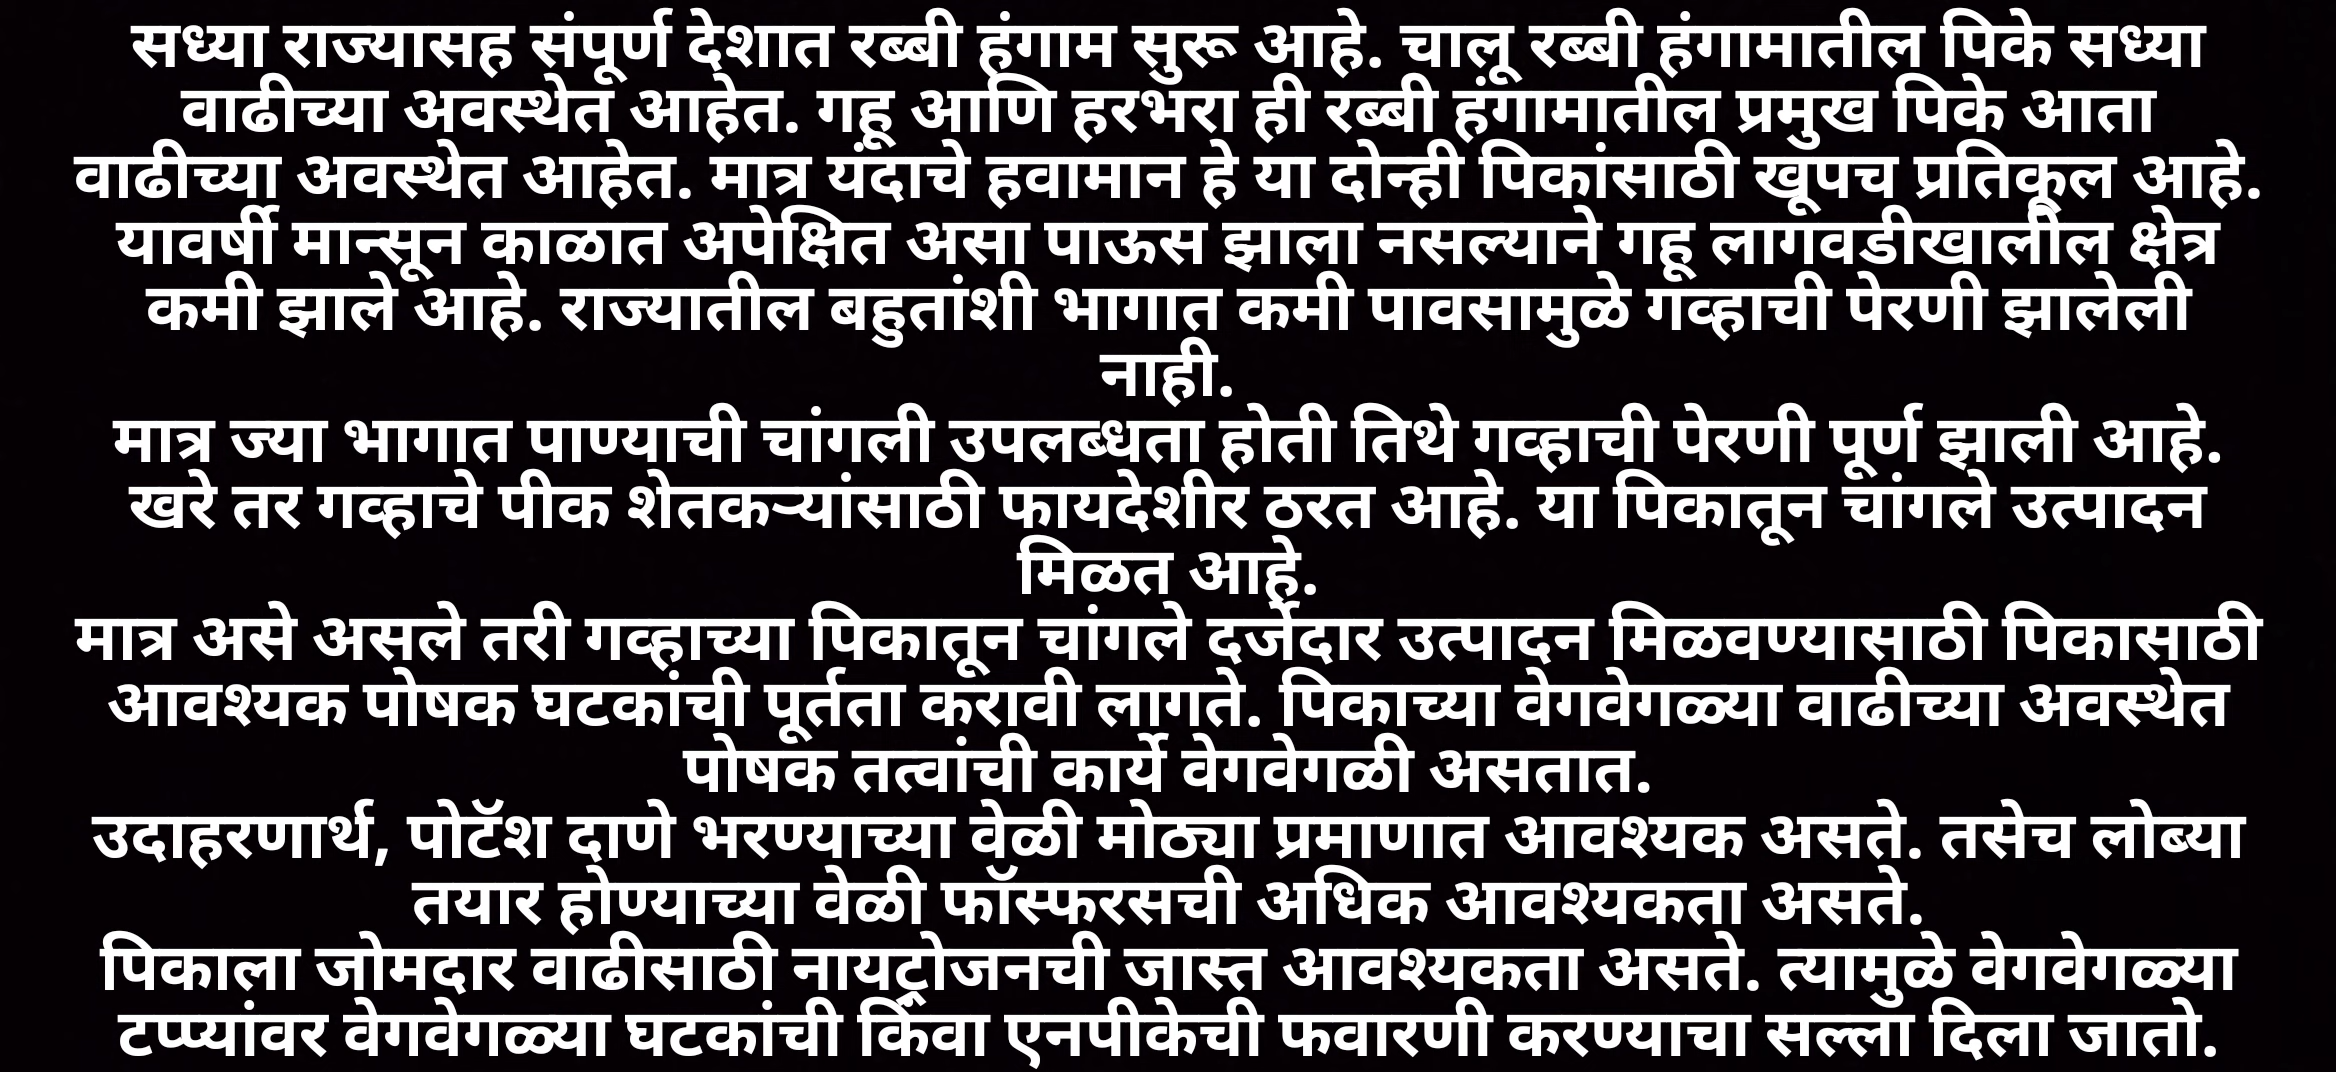 सध्या राज्यासह संपूर्ण देशात रब्बी हंगाम सुरू आहे. चालू रब्बी हंगामातील पिके सध्या
वाढीच्या अवस्थेत आहेत. गहू आणि हरभरा ही रब्बी हंगामातील प्रमुख पिके आता
वाढीच्या अवस्थेत आहेत. मात्र यंदाचे हवामान हे या दोन्ही पिकांसाठी खूपच प्रतिकूल आहे.
यावर्षी मान्सून काळात अपेक्षित असा पाऊस झाला नसल्याने गहू लागवडीखालील क्षेत्र
कमी झाले आहे. राज्यातील बहुतांशी भागात कमी पावसामुळे गव्हाची पेरणी झालेली
नाही.
मात्र ज्या भागात पाण्याची चांगली उपलब्धता होती तिथे गव्हाची पेरणी पूर्ण झाली आहे.
खरे तर गव्हाचे पीक शेतकऱ्यांसाठी फायदेशीर ठरत आहे. या पिकातून चांगले उत्पादन
मिळत आहे.
मात्र असे असले तरी गव्हाच्या पिकातून चांगले दर्जेदार उत्पादन मिळवण्यासाठी पिकासाठी
आवश्यक पोषक घटकांची पूर्तता करावी लागते. पिकाच्या वेगवेगळ्या वाढीच्या अवस्थेत
पोषक तत्वांची कार्ये वेगवेगळी असतात.
उदाहरणार्थ, पोटॅश दाणे भरण्याच्या वेळी मोठ्या प्रमाणात आवश्यक असते. तसेच लोब्या
तयार होण्याच्या वेळी फॉस्फरसची अधिक आवश्यकता असते.
पिकाला जोमदार वाढीसाठी नायट्रोजनची जास्त आवश्यकता असते. त्यामुळे वेगवेगळ्या
टप्प्यांवर वेगवेगळ्या घटकांची किंवा एनपीकेची फवारणी करण्याचा सल्ला दिला जातो.